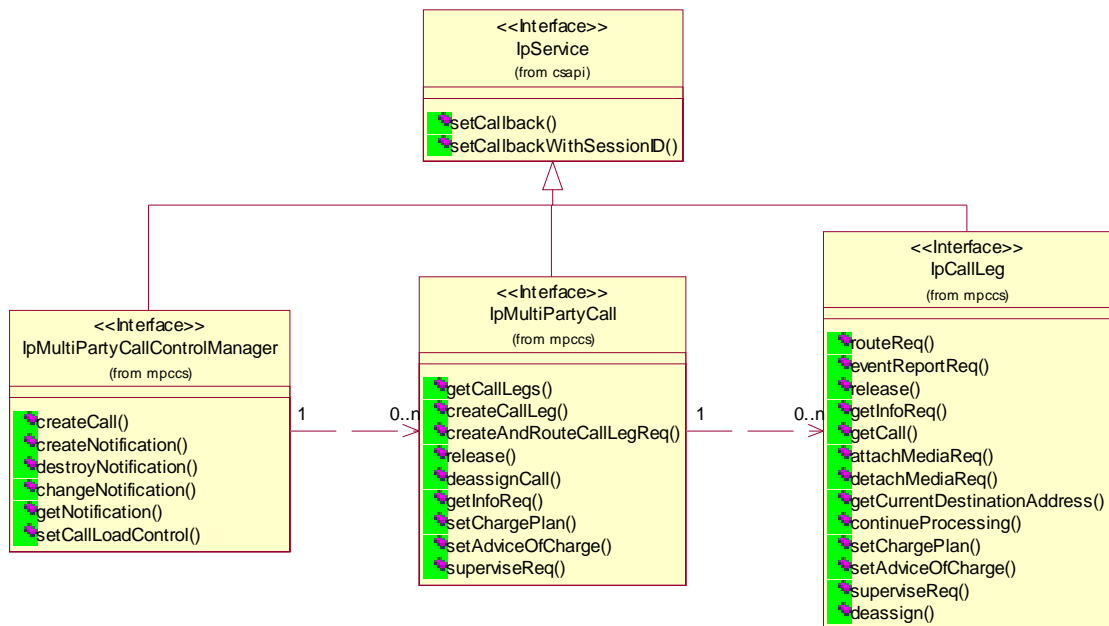 <<Interface>>
IpService
(from csapi)
setCallback()
setCallbackWithSessionID()
<<Interface>>
IpMultiPartyCallControlManager
(from mpccs)
createCall()
createNotification()
destroyNotification()
changeNotification()
getNotification()
setCallLoadControl()
1
0..n
<<Interface>>
IpMultiPartyCall
(from mpccs)
getCallLegs()
createCallLeg()
createAndRouteCallLegReq()
release()
deassignCall()
getInfoReq()
setChargePlan()
setAdviceOfCharge()
superviseReq()
1
0..n
<<Interface>>
IpCallLeg
(from mpccs)
routeReq()
eventReportReq()
release()
getInfoReq()
getCall()
attachMediaReq()
detachMediaReq()
getCurrentDestinationAddress()
continueProcessing()
setChargePlan()
setAdviceOfCharge()
superviseReq()
deassign()